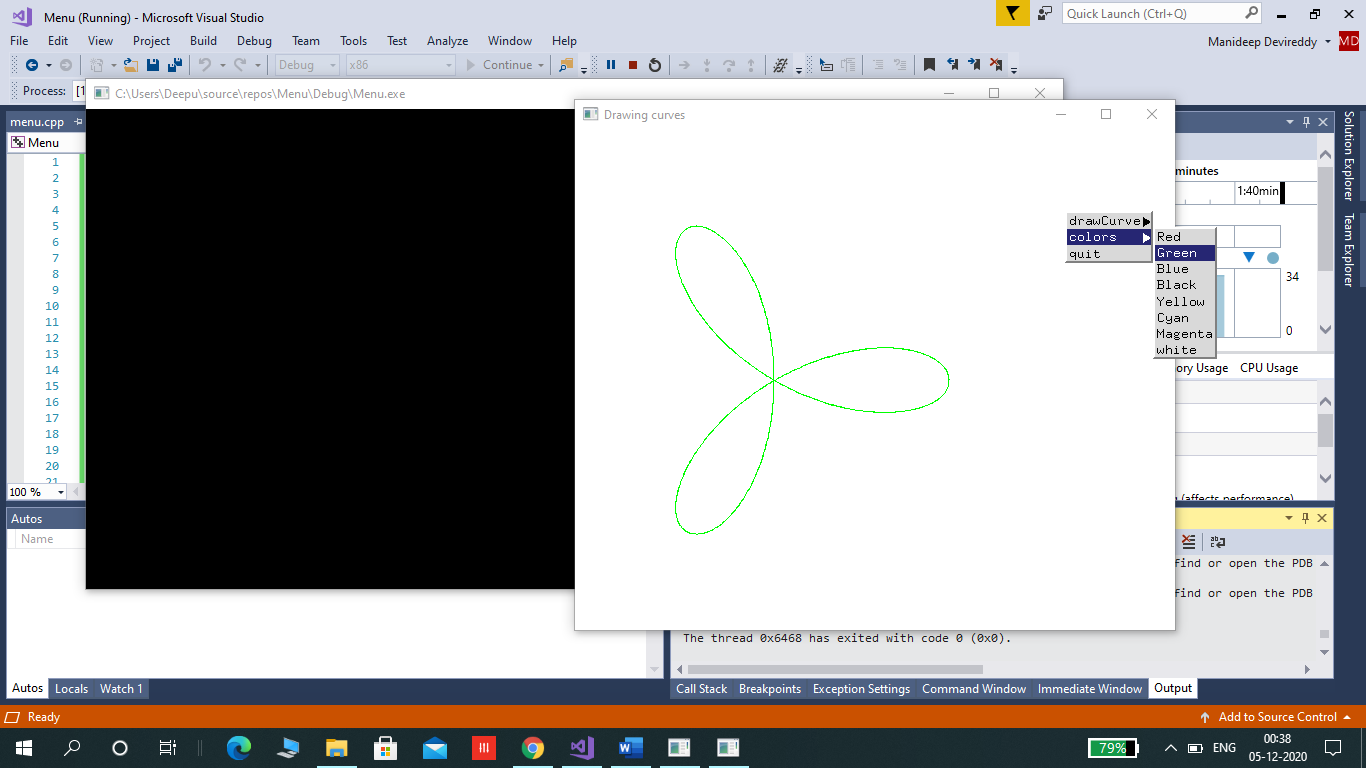 Menu (Running) - Microsoft Visual Studio
Quick Launch (Ctrl+Q)
File Edit View Project Build Debug Team Tools Test Analyze Window Help
Manideep Devireddy MD
Debug x86 Continue
Process: [1
C:\Users\Deepu\source\repos\Menu\Debug\Menu.exe
Drawing curves
menu.cpp
Menu
1
2
3
4
5
6
7
8
9
10
11
12
13
14
15
16
17
18
19
20
21
100 %
drawCurve
colors
quit
Red
Green
Blue
Black
Yellow
Cyan
Magenta
white
minutes
1:40min
34
0
ory Usage CPU Usage
(affects performance)
Solution Explorer
Team Explorer
Autos
Name
find or open the PDB
find or open the PDB
The thread 0x6468 has exited with code 0 (0x0).
Autos Locals Watch 1
Call Stack Breakpoints Exception Settings Command Window Immediate Window Output
Ready
Add to Source Control
79%
ENG
00:38
05-12-2020